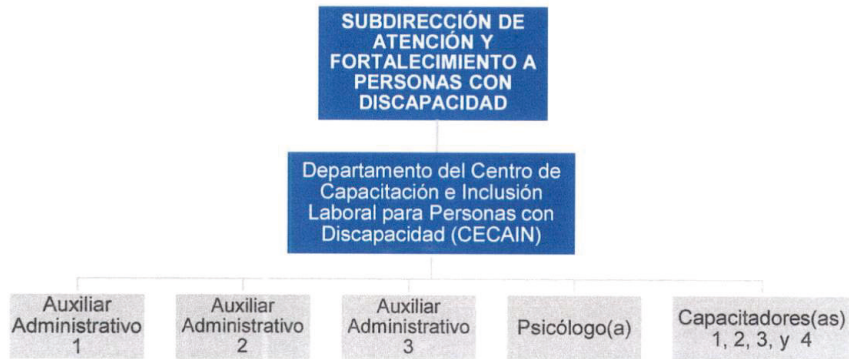 SUBDIRECCIÓN DE
ATENCIÓN Y
FORTALECIMIENTO A
PERSONAS CON
DISCAPACIDAD
Departamento del Centro de
Capacitación e Inclusión
Laboral para Personas con
Discapacidad (CECAIN)
Auxiliar
Administrativo
1
Auxiliar
Administrativo
2
Auxiliar
Administrativo
3
Psicólogo(a)
Capacitadores(as)
1, 2, 3, y 4